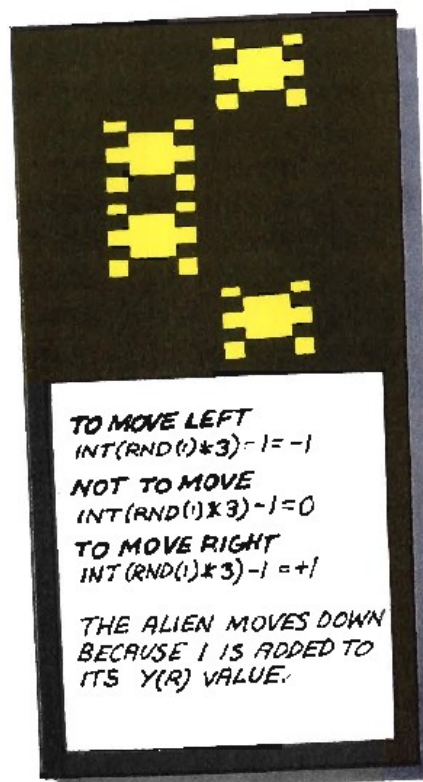 TO MOVE LEFT
INT(RND(1)*3)-1=-1
NOT TO MOVE
INT(RND(1)*3)-1=0
TO MOVE RIGHT
INT(RND(1)*3)-1=+1
THE ALIEN MOVES DOWN
BECAUSE 1 IS ADDED TO
ITS Y(R) VALUE.